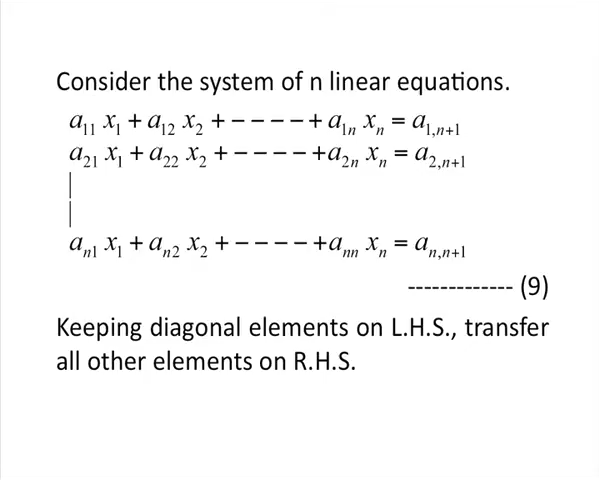 Consider the system of n linear equations.
a₁₁ x₁ + a₁₂ x₂ + − − − − + a₁ₙ xₙ = a₁,ₙ₊₁
a₂₁ x₁ + a₂₂ x₂ + − − − − +a₂ₙ xₙ = a₂,ₙ₊₁
|
|
aₙ₁ x₁ + aₙ₂ x₂ + − − − − +aₙₙ xₙ = aₙ,ₙ₊₁
------------- (9)
Keeping diagonal elements on L.H.S., transfer
all other elements on R.H.S.